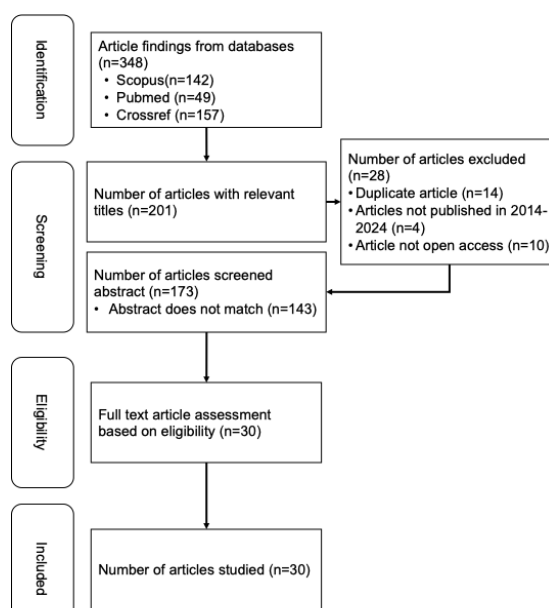 Identification
Article findings from databases
(n=348)
• Scopus(n=142)
• Pubmed (n=49)
• Crossref (n=157)
Screening
Number of articles with relevant
titles (n=201)
Number of articles excluded
(n=28)
• Duplicate article (n=14)
• Articles not published in 2014-
2024 (n=4)
• Article not open access (n=10)
Number of articles screened
abstract (n=173)
• Abstract does not match (n=143)
Eligibility
Full text article assessment
based on eligibility (n=30)
Included
Number of articles studied (n=30)